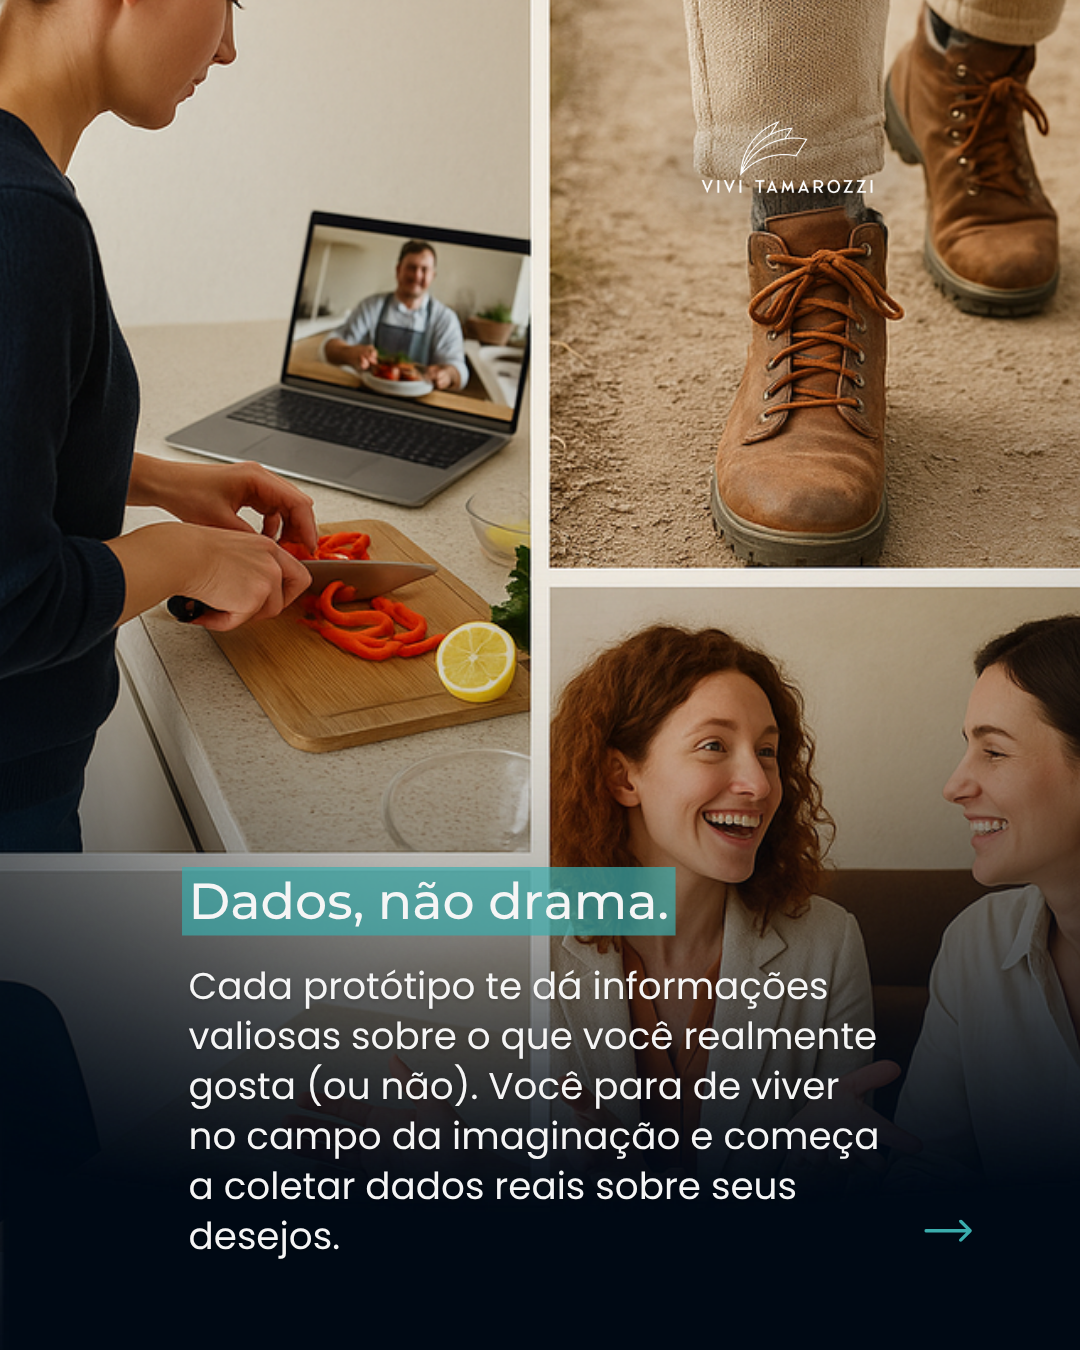 VIVI TAMAROZZI
Dados, não drama.
Cada protótipo te dá informações
valiosas sobre o que você realmente
gosta (ou não). Você para de viver
no campo da imaginação e começa
a coletar dados reais sobre seus
desejos.